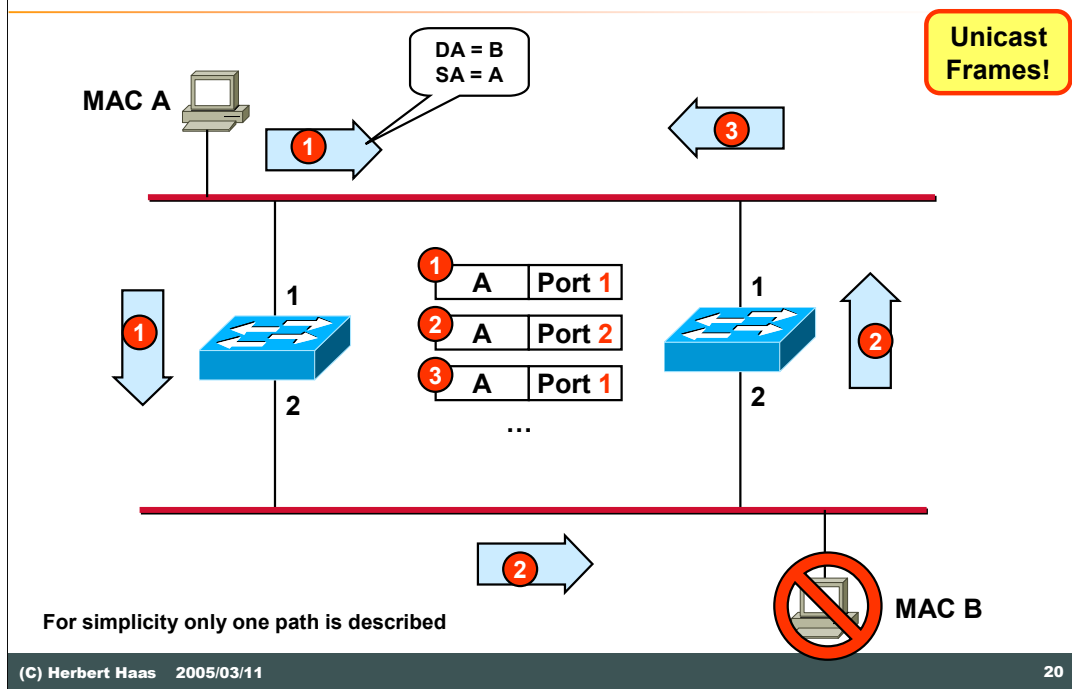 Unicast
Frames!
DA = B
SA = A
MAC A
1
3
1
A
Port 1
1
1
1
2
A
Port 2
2
3
A
Port 1
2
2
...
2
MAC B
For simplicity only one path is described
(C) Herbert Haas 2005/03/11
20